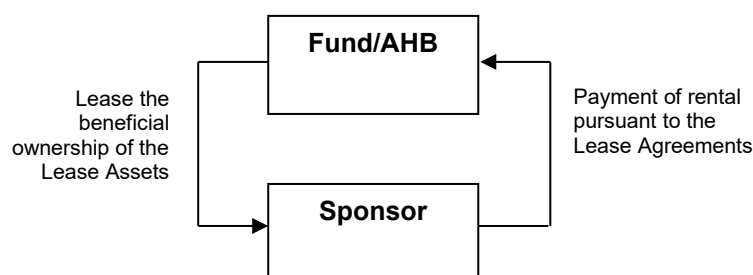 Fund/AHB
Lease the
beneficial
ownership of the
Lease Assets
Payment of rental
pursuant to the
Lease Agreements
Sponsor